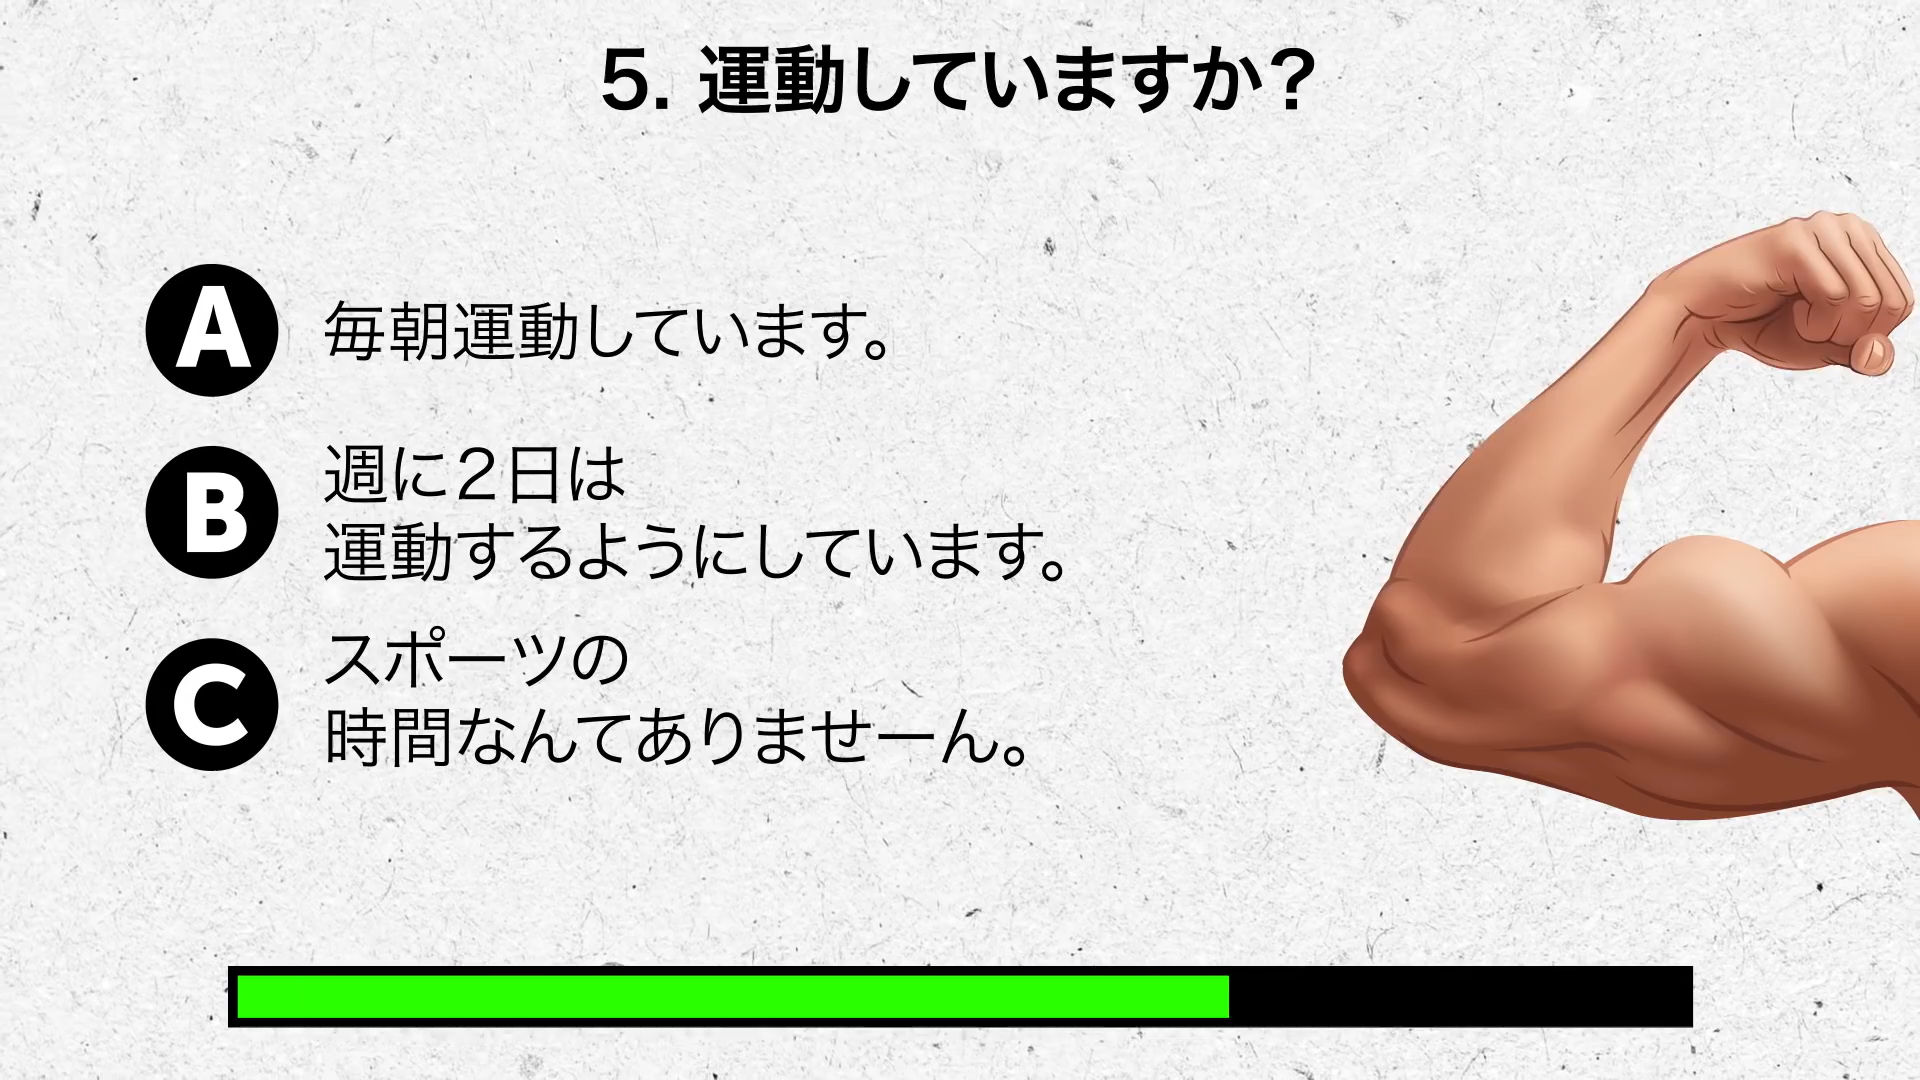 5. 運動していますか？
A 毎朝運動しています。
B 週に２日は
運動するようにしています。
C スポーツの
時間なんてありませーん。